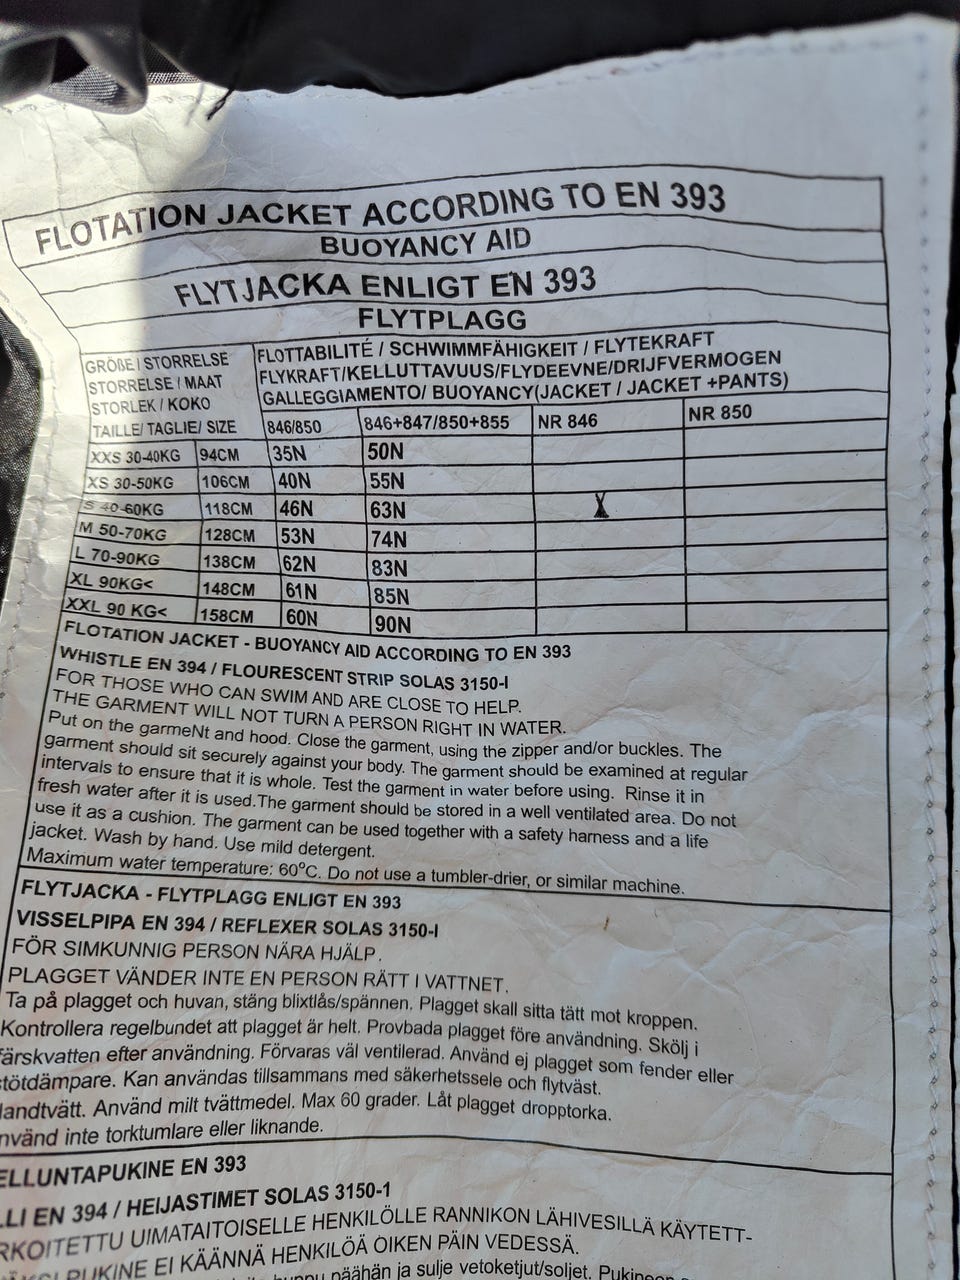 FLOTATION JACKET ACCORDING TO EN 393
BUOYANCY AID
FLYTJACKA ENLIGT EN 393
FLYTPLAGG
GRÖßE / STORRELSE
STORRELSE / MAAT
STORLEK / KOKO
TAILLE/ TAGLIE/ SIZE
FLOTTABILITÉ / SCHWIMMFÄHIGKEIT / FLYTEKRAFT
FLYKRAFT/KELLUTTAVUUS/FLYDEEVNE/DRIJFVERMOGEN
GALLEGGIAMENTO/ BUOYANCY(JACKET / JACKET +PANTS)
846/850 846+847/850+855 NR 846 NR 850
XXS 30-40KG 94CM 35N 50N
XS 30-50KG 106CM 40N 55N
S 40-60KG 118CM 46N 63N X
M 50-70KG 128CM 53N 74N
L 70-90KG 138CM 62N 83N
XL 90KG< 148CM 61N 85N
XXL 90 KG< 158CM 60N 90N
FLOTATION JACKET - BUOYANCY AID ACCORDING TO EN 393
WHISTLE EN 394 / FLOURESCENT STRIP SOLAS 3150-I
FOR THOSE WHO CAN SWIM AND ARE CLOSE TO HELP.
THE GARMENT WILL NOT TURN A PERSON RIGHT IN WATER.
Put on the garmeNt and hood. Close the garment, using the zipper and/or buckles. The
garment should sit securely against your body. The garment should be examined at regular
intervals to ensure that it is whole. Test the garment in water before using. Rinse it in
fresh water after it is used.The garment should be stored in a well ventilated area. Do not
use it as a cushion. The garment can be used together with a safety harness and a life
jacket. Wash by hand. Use mild detergent.
Maximum water temperature: 60°C. Do not use a tumbler-drier, or similar machine.
FLYTJACKA - FLYTPLAGG ENLIGT EN 393
VISSELPIPA EN 394 / REFLEXER SOLAS 3150-I
FÖR SIMKUNNIG PERSON NÄRA HJÄLP.
PLAGGET VÄNDER INTE EN PERSON RÄTT I VATTNET.
Ta på plagget och huvan, stäng blixtlås/spännen. Plagget skall sitta tätt mot kroppen.
Kontrollera regelbundet att plagget är helt. Provbada plagget före användning. Skölj i
färskvatten efter användning. Förvaras väl ventilerad. Använd ej plagget som fender eller
stötdämpare. Kan användas tillsammans med säkerhetssele och flytväst.
landtvätt. Använd milt tvättmedel. Max 60 grader. Låt plagget dropptorka.
nvänd inte torktumlare eller liknande.
ELLUNTAPUKINE EN 393
LLI EN 394 / HEIJASTIMET SOLAS 3150-1
RKOITETTU UIMATAITOISELLE HENKILÖLLE RANNIKON LÄHIVESILLÄ KÄYTETT-
PUKINE EI KÄÄNNÄ HENKILÖÄ OIKEN PÄIN VEDESSÄ.
päähän ja sulje vetoketjut/soljet.